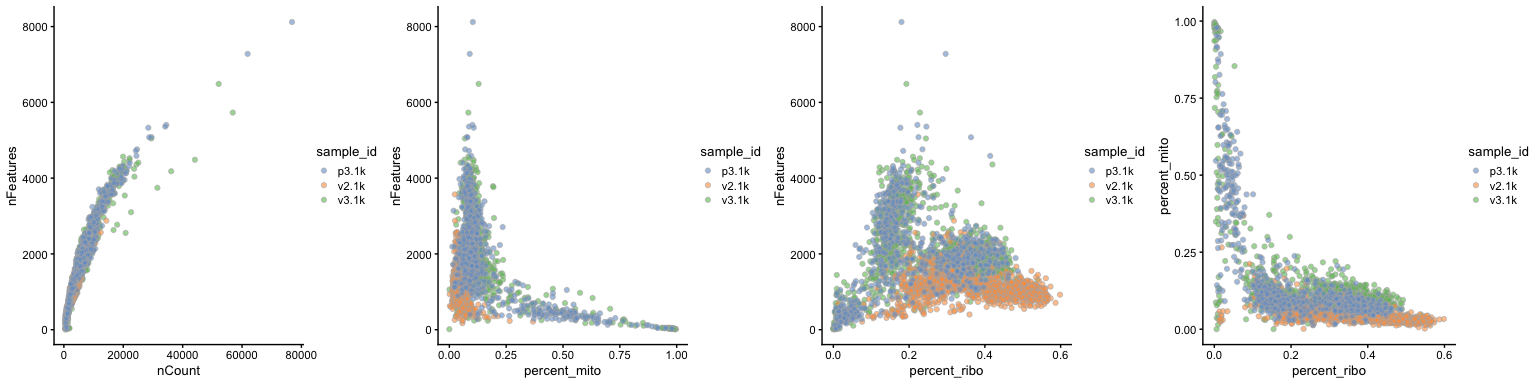 nFeatures
8000
6000
4000
2000
0
0
20000
40000
60000
80000
nCount
sample_id
p3.1k
v2.1k
v3.1k
nFeatures
8000
6000
4000
2000
0
0.00
0.25
0.50
0.75
1.00
percent_mito
sample_id
p3.1k
v2.1k
v3.1k
nFeatures
8000
6000
4000
2000
0
0.0
0.2
0.4
0.6
percent_ribo
sample_id
p3.1k
v2.1k
v3.1k
percent_mito
1.00
0.75
0.50
0.25
0.00
0.0
0.2
0.4
0.6
percent_ribo
sample_id
p3.1k
v2.1k
v3.1k